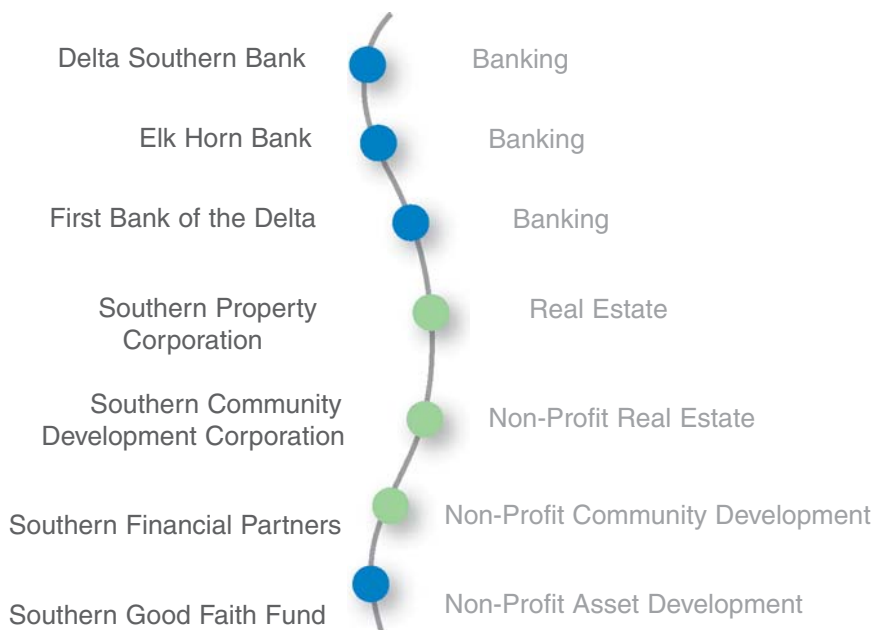 Delta Southern Bank
Banking
Elk Horn Bank
Banking
First Bank of the Delta
Banking
Southern Property
Corporation
Real Estate
Southern Community
Development Corporation
Non-Profit Real Estate
Southern Financial Partners
Non-Profit Community Development
Southern Good Faith Fund
Non-Profit Asset Development